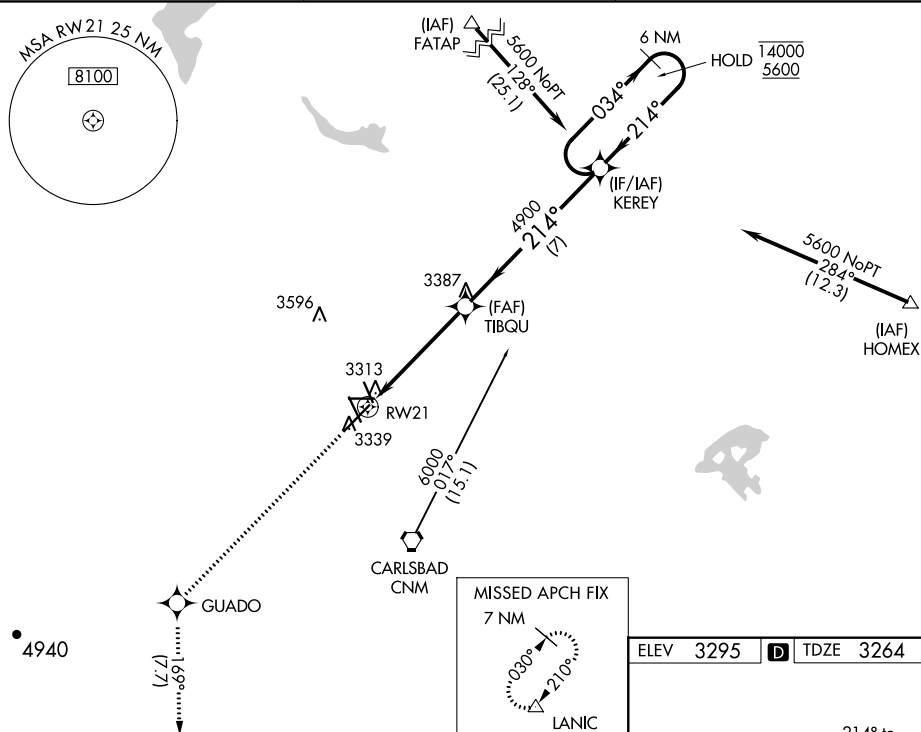 MSA RW21 25 NM
8100
(IAF)
FATAP
5600 NoPT
128°
(25.1)
6 NM
HOLD 14000
5600
034°
214°
(IF/IAF)
KEREY
4900
214°
(7)
5600 NoPT
284°
(12.3)
(IAF)
HOMEX
3387
(FAF)
TIBQU
3596
3313
RW21
3339
6000
017°
(15.1)
CARLSBAD
CNM
GUADO
4940
169°
(7.7)
MISSED APCH FIX
7 NM
030°
210°
LANIC
ELEV 3295 D TDZE 3264
214° to